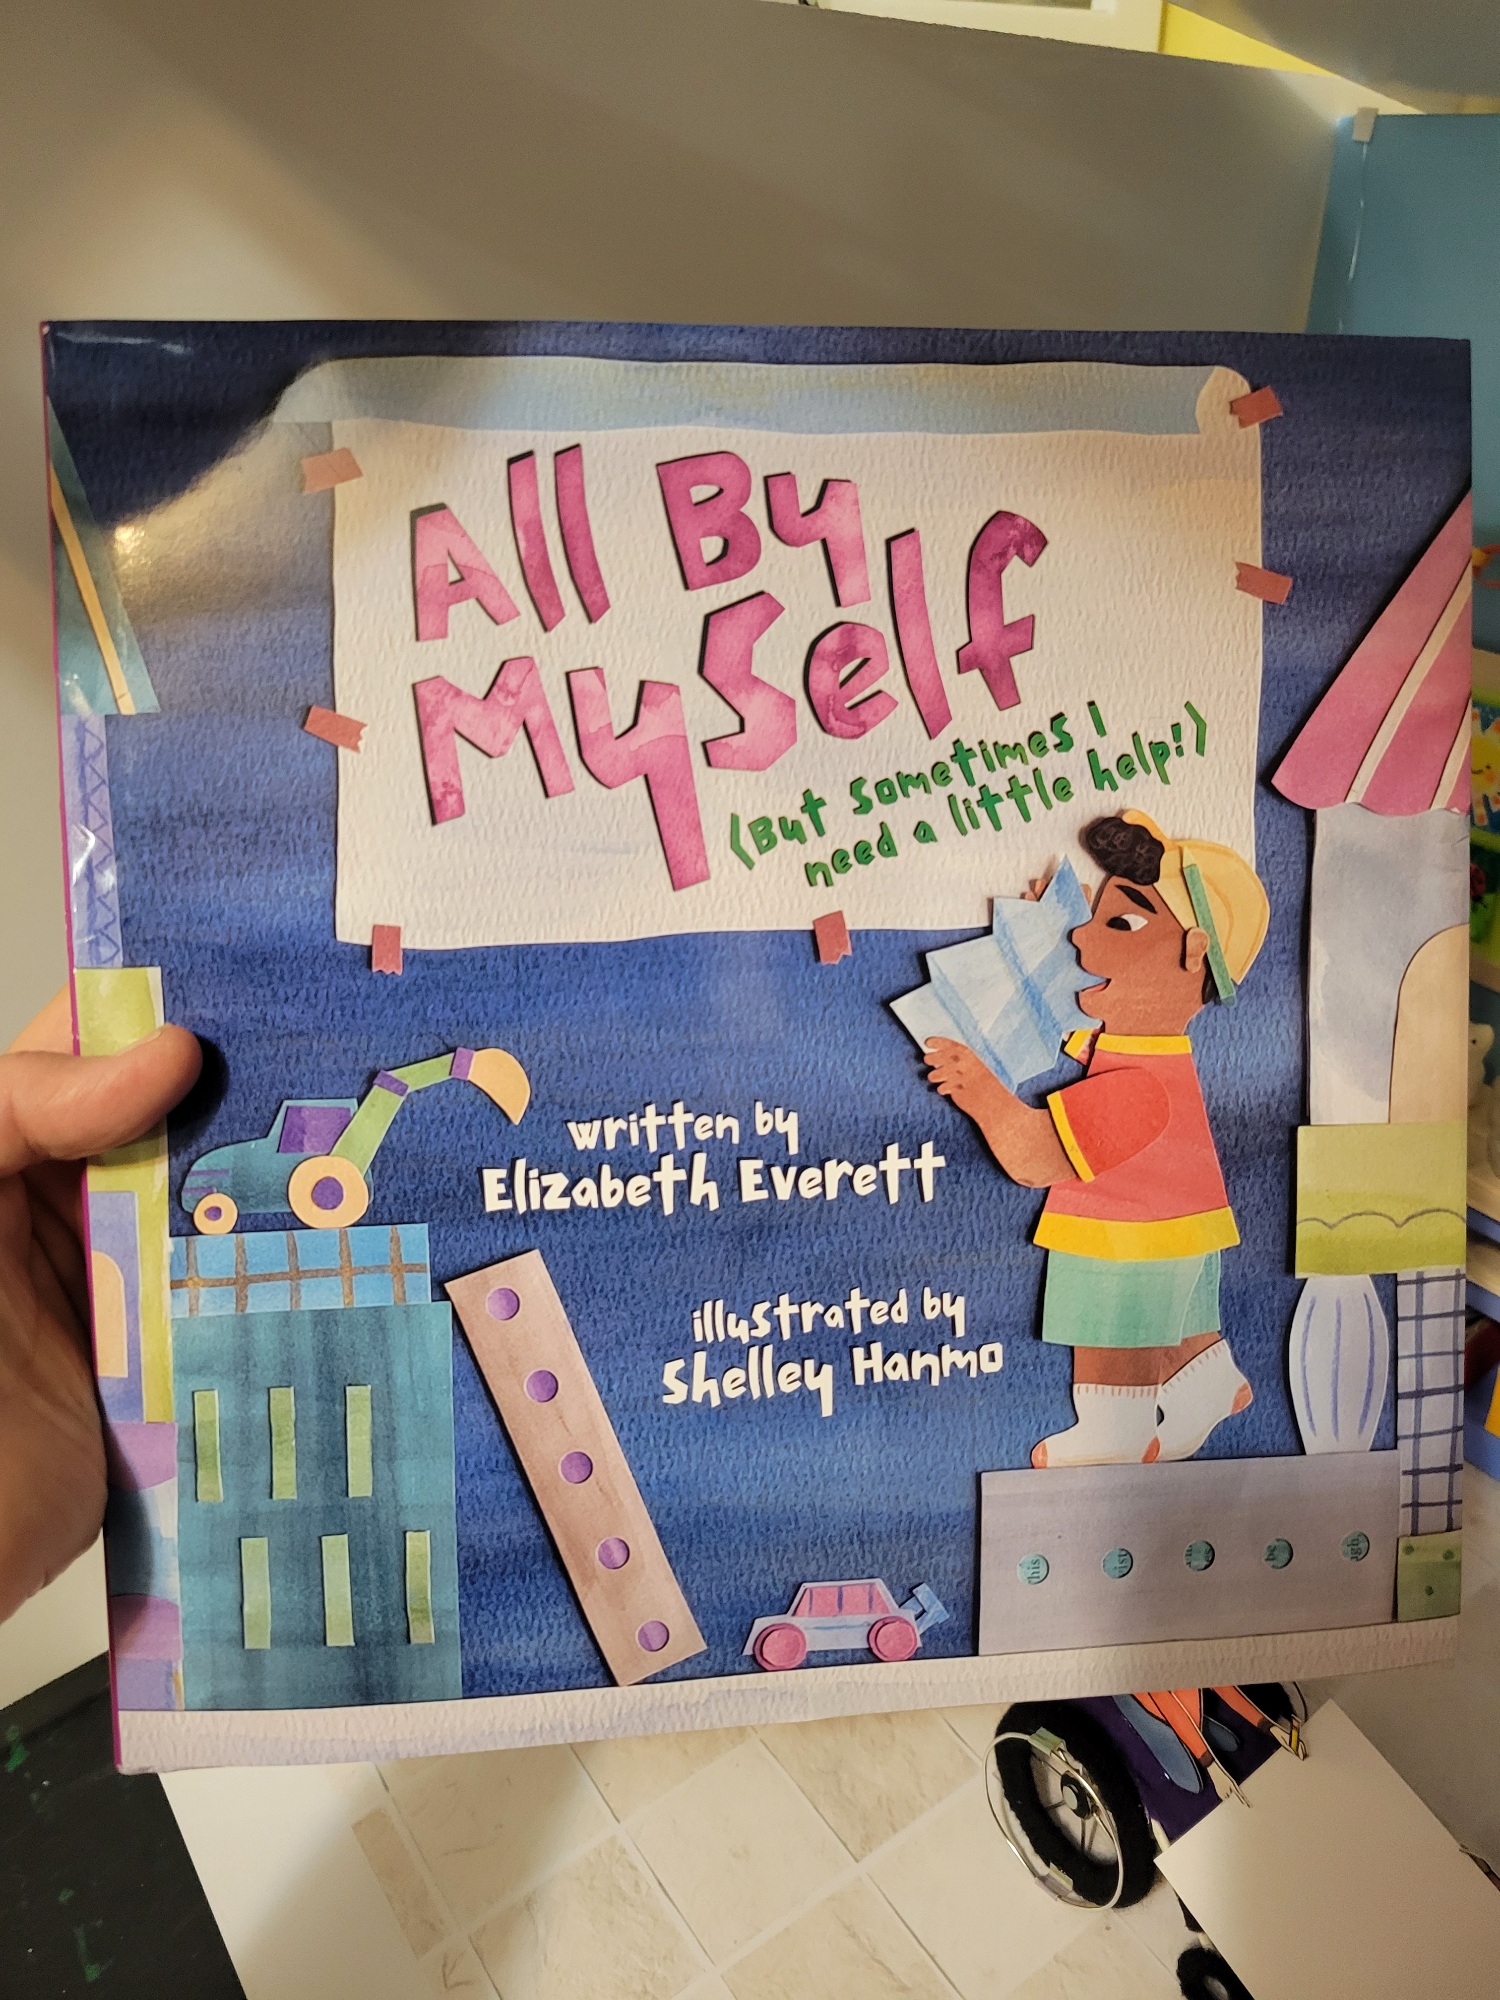 All By
Myself
(But sometimes I
need a little help!)
written by
Elizabeth Everett
illustrated by
Shelley Hanmo